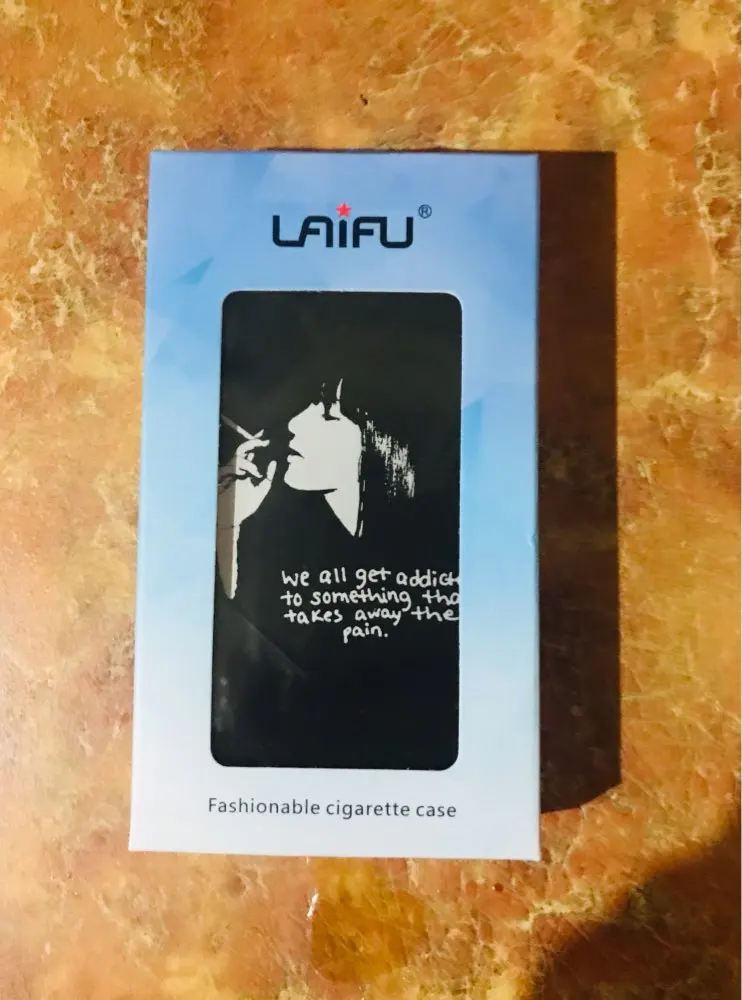 LAIFU®
we all get addict
to something tha
takes away the
pain.
Fashionable cigarette case